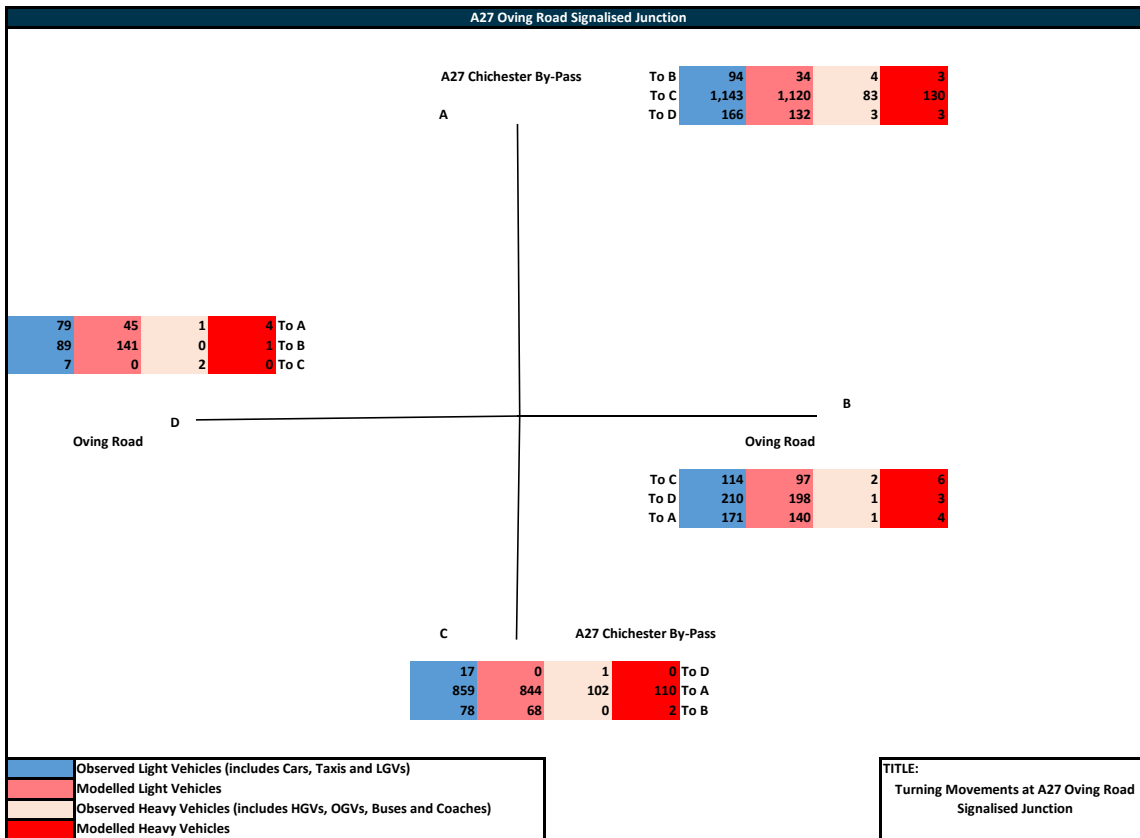 A27 Oving Road Signalised Junction
A27 Chichester By-Pass
A
To B 94 34 4 3
To C 1,143 1,120 83 130
To D 166 132 3 3
79 45 1 4 To A
89 141 0 1 To B
7 0 2 0 To C
B
D
Oving Road
Oving Road
To C 114 97 2 6
To D 210 198 1 3
To A 171 140 1 4
C A27 Chichester By-Pass
17 0 1 0 To D
859 844 102 110 To A
78 68 0 2 To B
Observed Light Vehicles (includes Cars, Taxis and LGVs)
Modelled Light Vehicles
Observed Heavy Vehicles (includes HGVs, OGVs, Buses and Coaches)
Modelled Heavy Vehicles
TITLE:
Turning Movements at A27 Oving Road
Signalised Junction